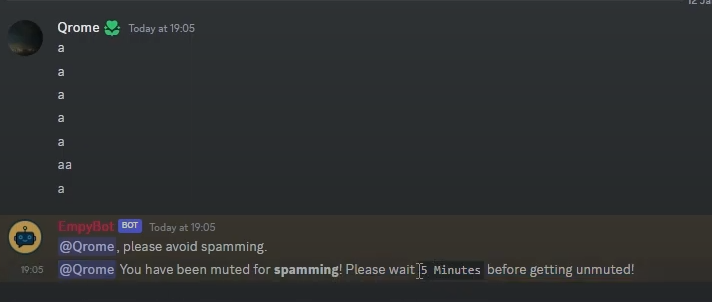 12 Ja
Qrome Today at 19:05
a
a
a
a
a
aa
a
EmpyBot BOT Today at 19:05
@Qrome, please avoid spamming.
19:05 @Qrome You have been muted for spamming! Please wait 5 Minutes before getting unmuted!